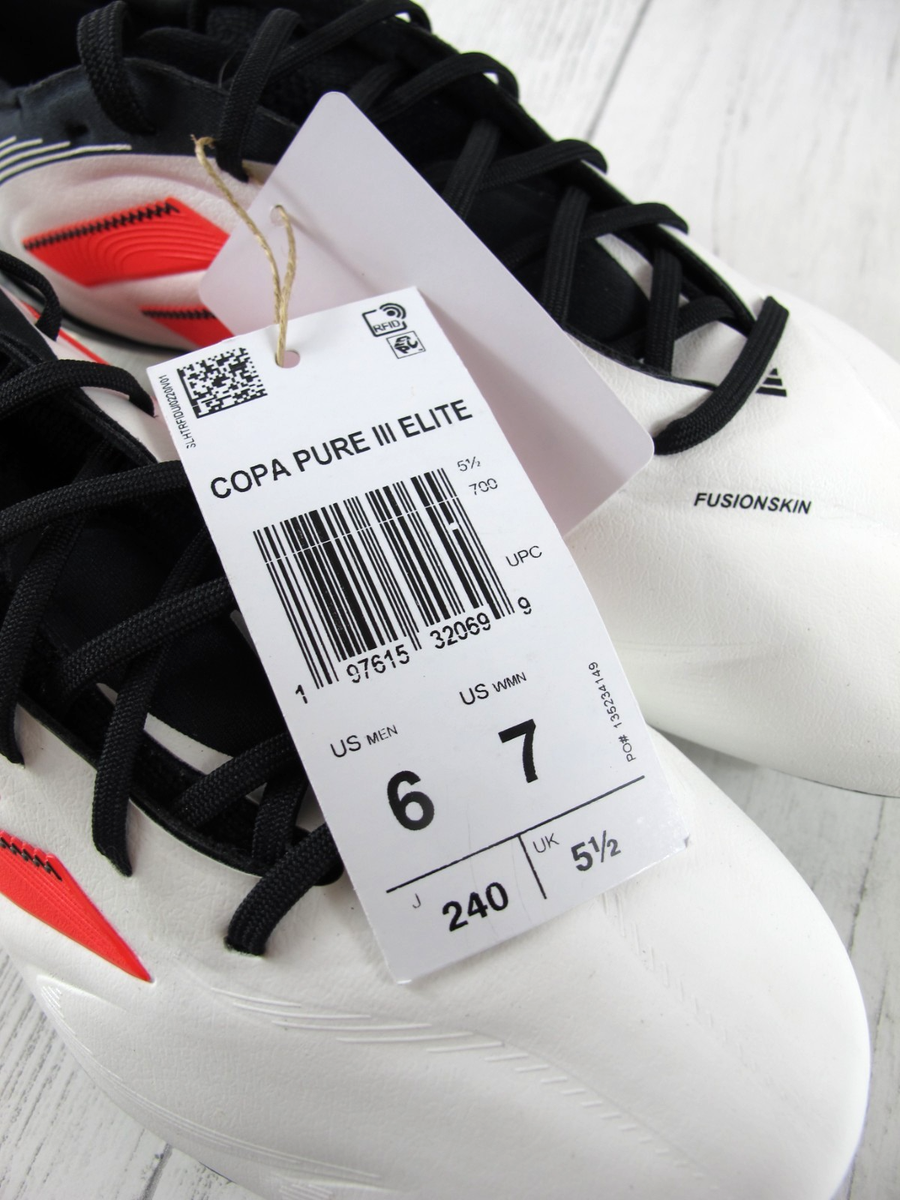 RFID
3LHTRFIDU0220W01
COPA PURE III ELITE
5½
700
UPC
1 97615 32069 9
US MEN
6
US WMN
7
PO# 135234149
J 240
UK 5½
FUSIONSKIN